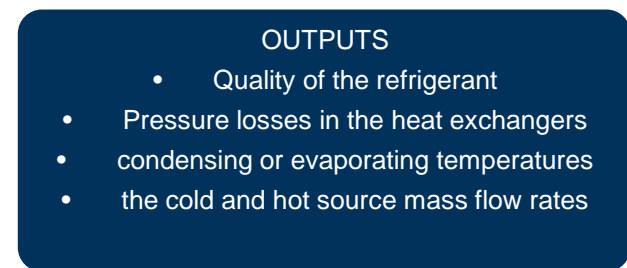 OUTPUTS
• Quality of the refrigerant
• Pressure losses in the heat exchangers
• condensing or evaporating temperatures
• the cold and hot source mass flow rates